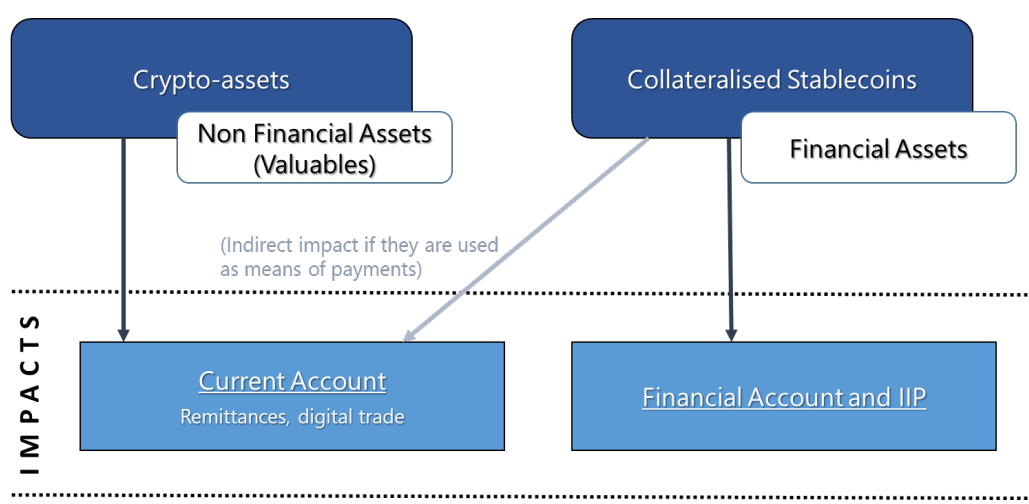 Crypto-assets
Non Financial Assets
(Valuables)
Collateralised Stablecoins
Financial Assets
(Indirect impact if they are used
as means of payments)
IMPACTS
Current Account
Remittances, digital trade
Financial Account and IIP